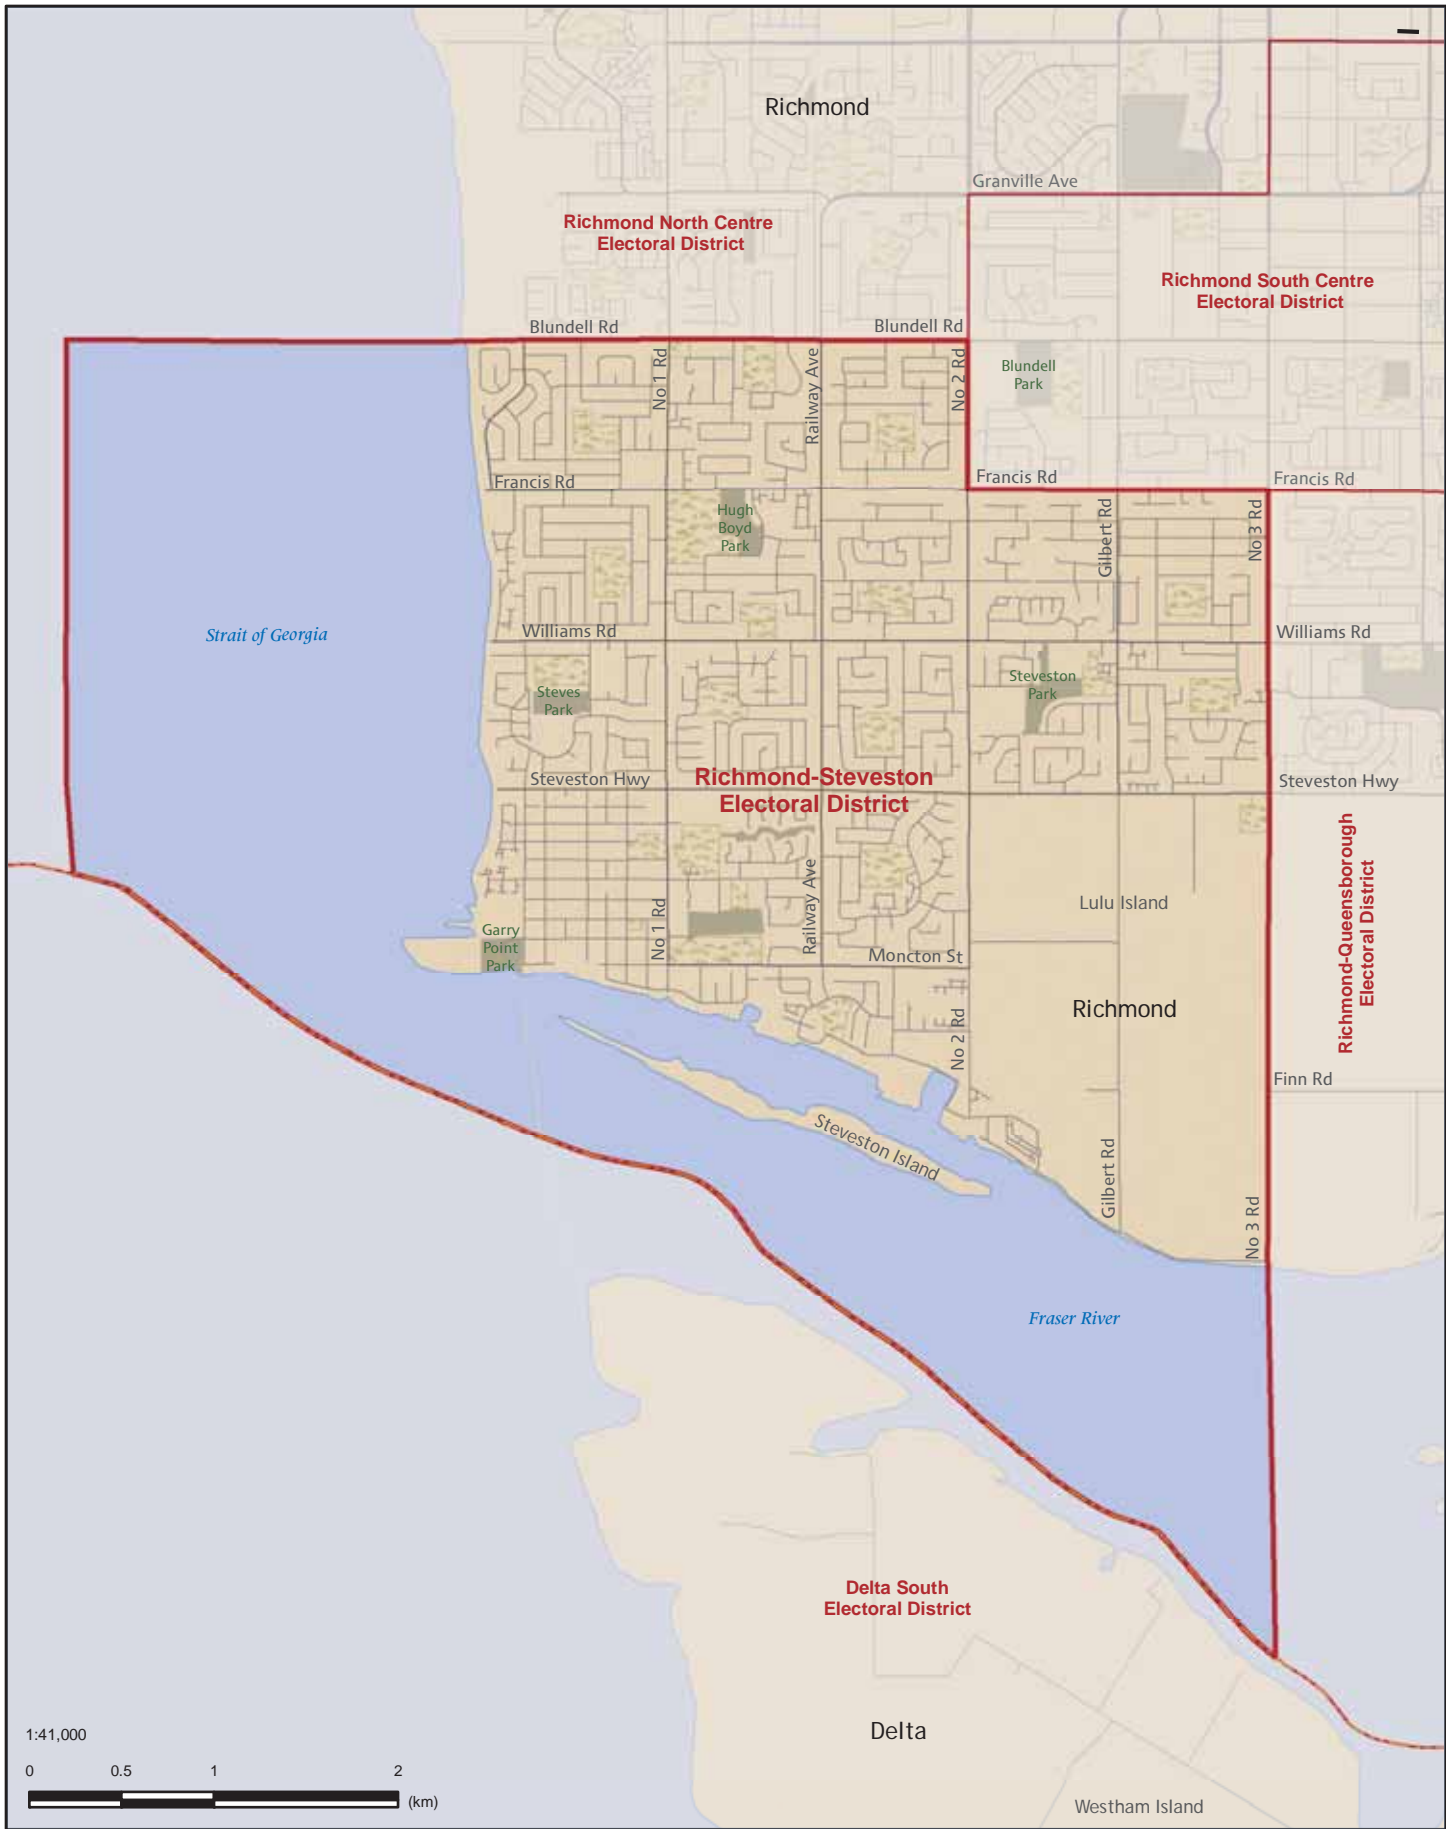 Richmond
Granville Ave
Richmond North Centre
Electoral District
Richmond South Centre
Electoral District
Blundell Rd
Blundell Rd
No 1 Rd
Railway Ave
No 2 Rd
Blundell
Park
Francis Rd
Francis Rd
Francis Rd
Hugh
Boyd
Park
Gilbert Rd
No 3 Rd
Strait of Georgia
Williams Rd
Williams Rd
Steves
Park
Steveston
Park
Steveston Hwy
Richmond-Steveston
Electoral District
Steveston Hwy
Richmond-Queensborough
Electoral District
Railway Ave
No 1 Rd
Lulu Island
Garry
Point
Park
Moncton St
Richmond
No 2 Rd
Finn Rd
Steveston Island
Gilbert Rd
No 3 Rd
Fraser River
Delta South
Electoral District
Delta
1:41,000
0 0.5 1 2
(km)
Westham Island